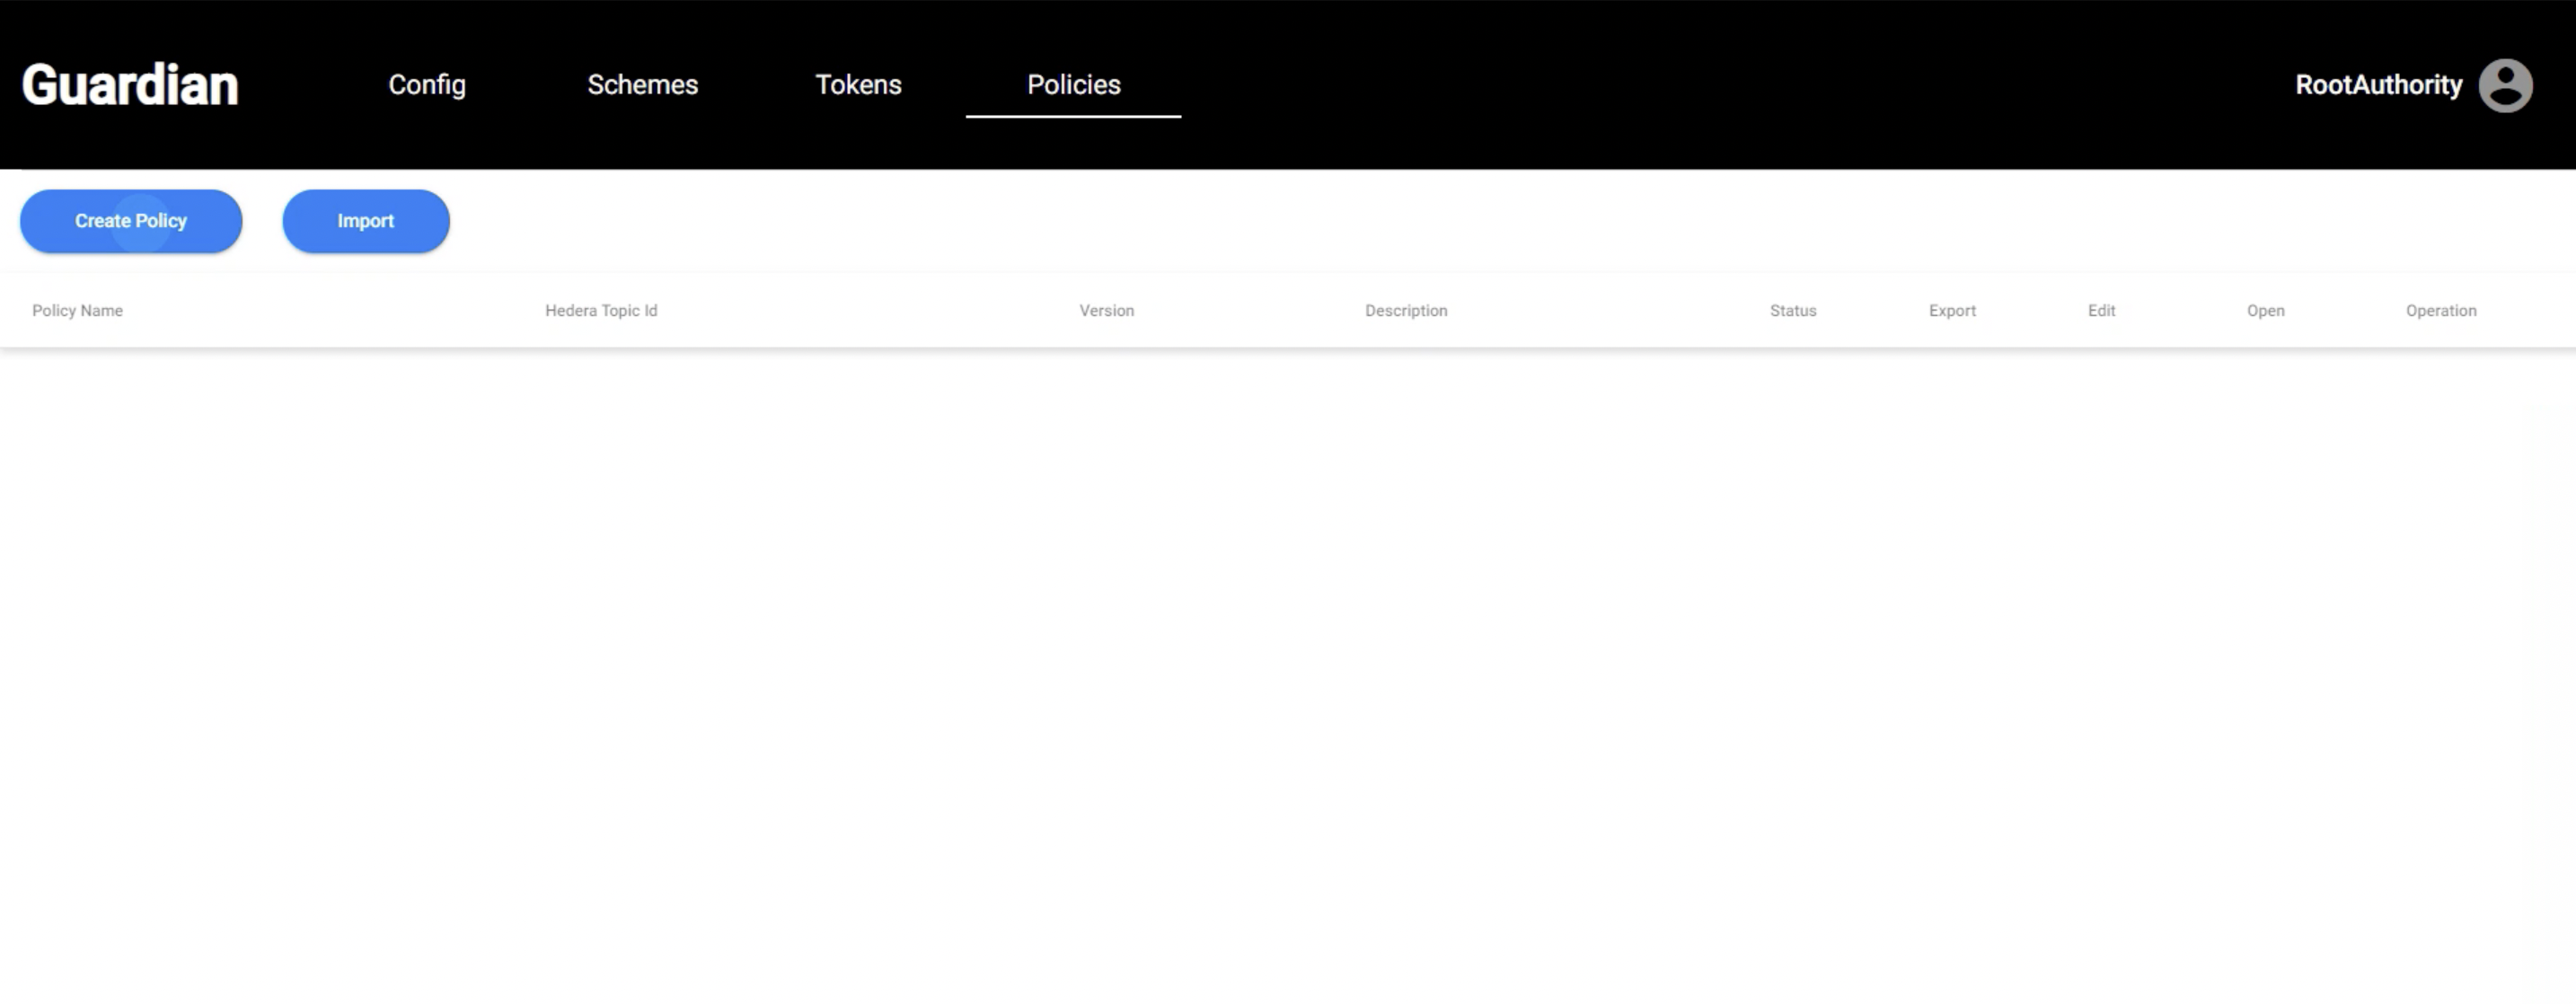 Guardian Config Schemes Tokens Policies RootAuthority
Create Policy Import
Policy Name Hedera Topic Id Version Description Status Export Edit Open Operation